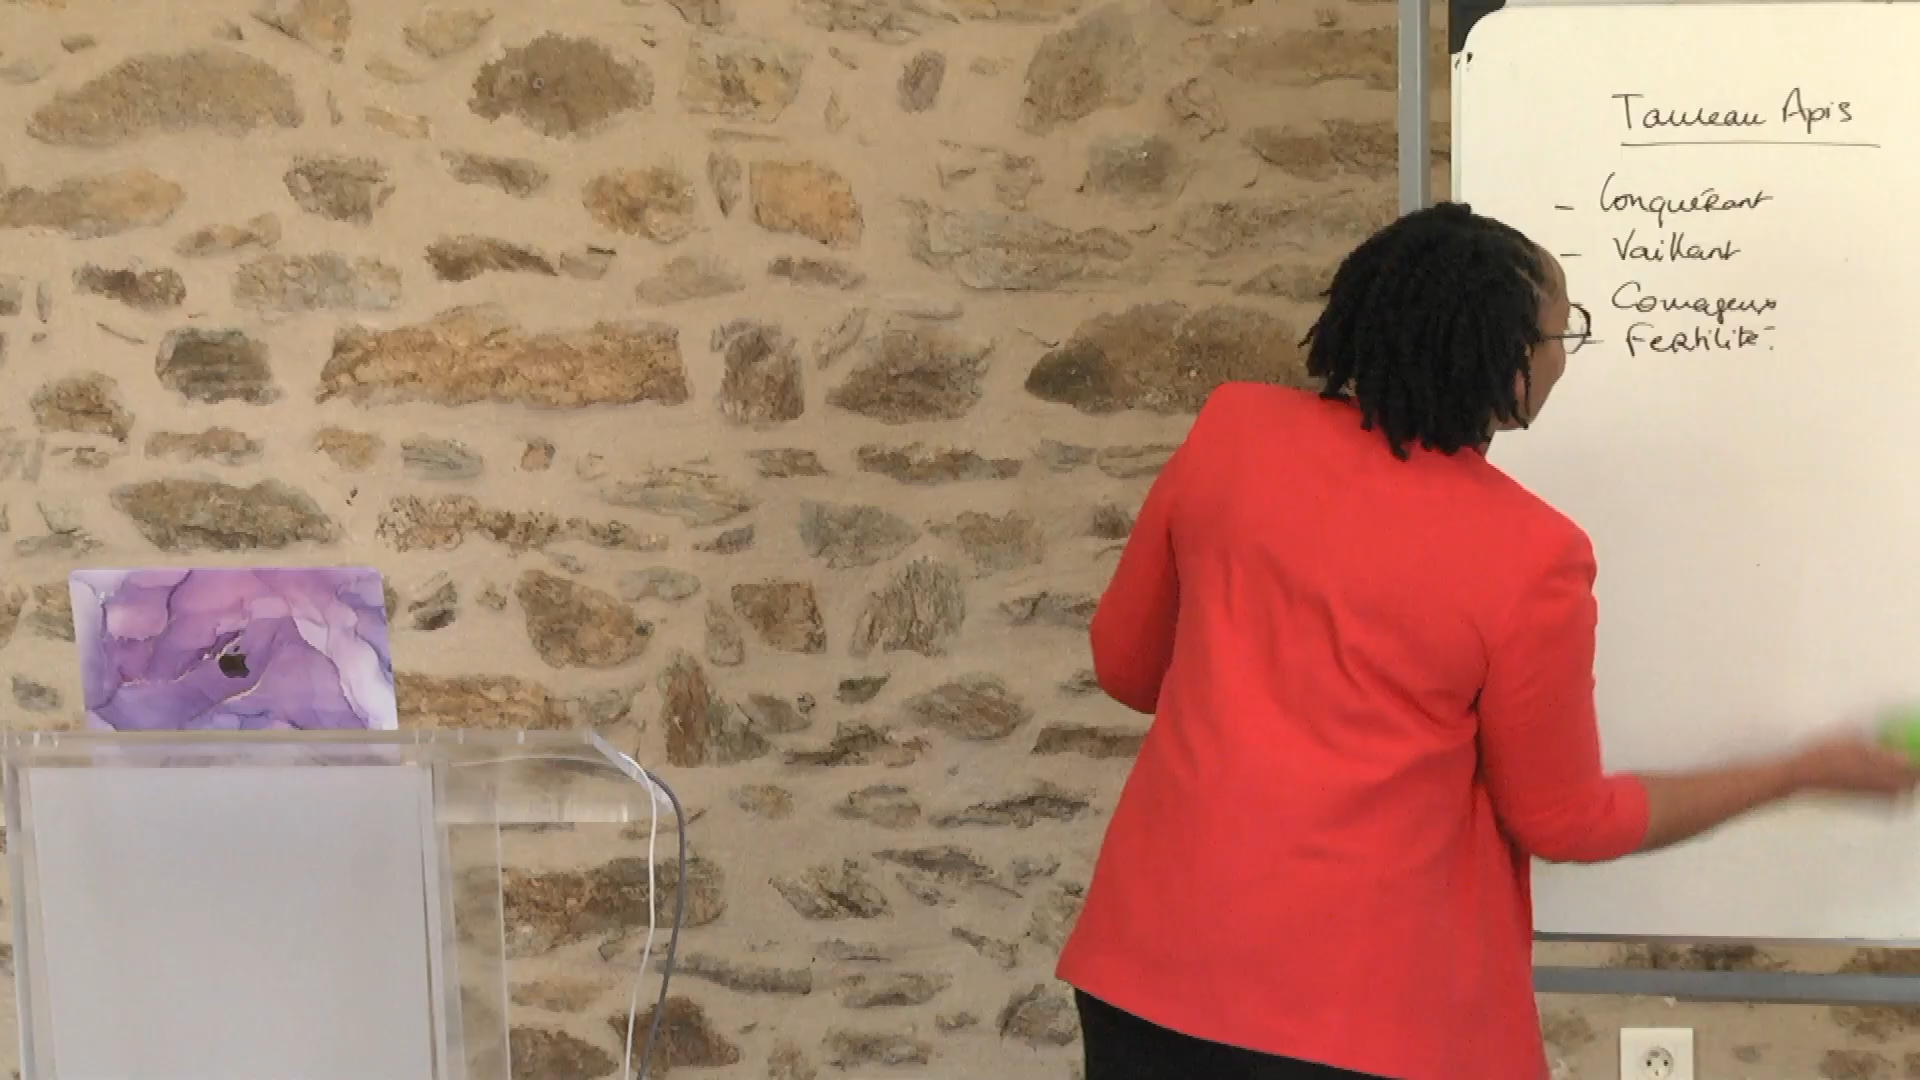 Taureau Apis
- Conquérant
- Vaillant
Courageux
- Fertilité.